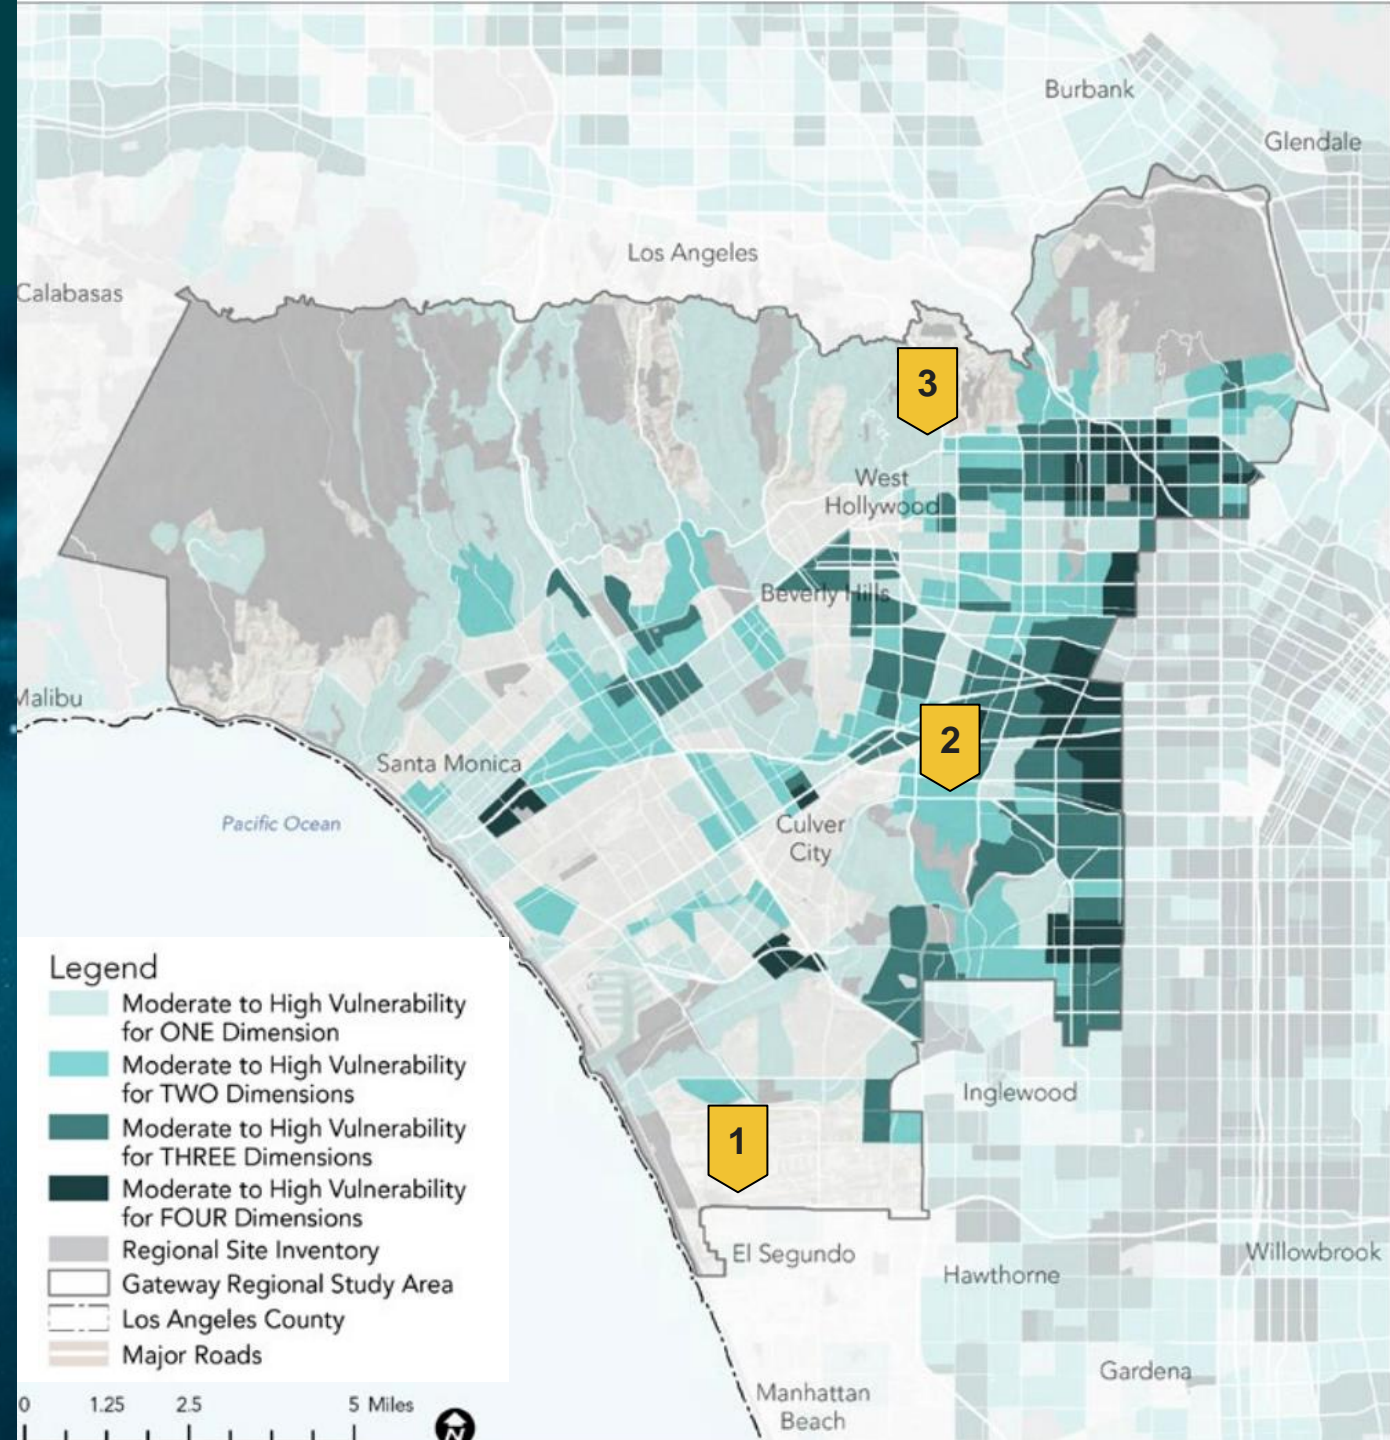 Burbank
Glendale
Los Angeles
Calabasas
3
West
Hollywood
Beverly Hills
Malibu
2
Santa Monica
Pacific Ocean
Culver
City
Legend
Moderate to High Vulnerability
for ONE Dimension
Moderate to High Vulnerability
for TWO Dimensions
Moderate to High Vulnerability
for THREE Dimensions
Moderate to High Vulnerability
for FOUR Dimensions
Regional Site Inventory
Gateway Regional Study Area
Los Angeles County
Major Roads
Inglewood
1
El Segundo
Willowbrook
Hawthorne
Gardena
Manhattan
Beach
0 1.25 2.5 5 Miles
N